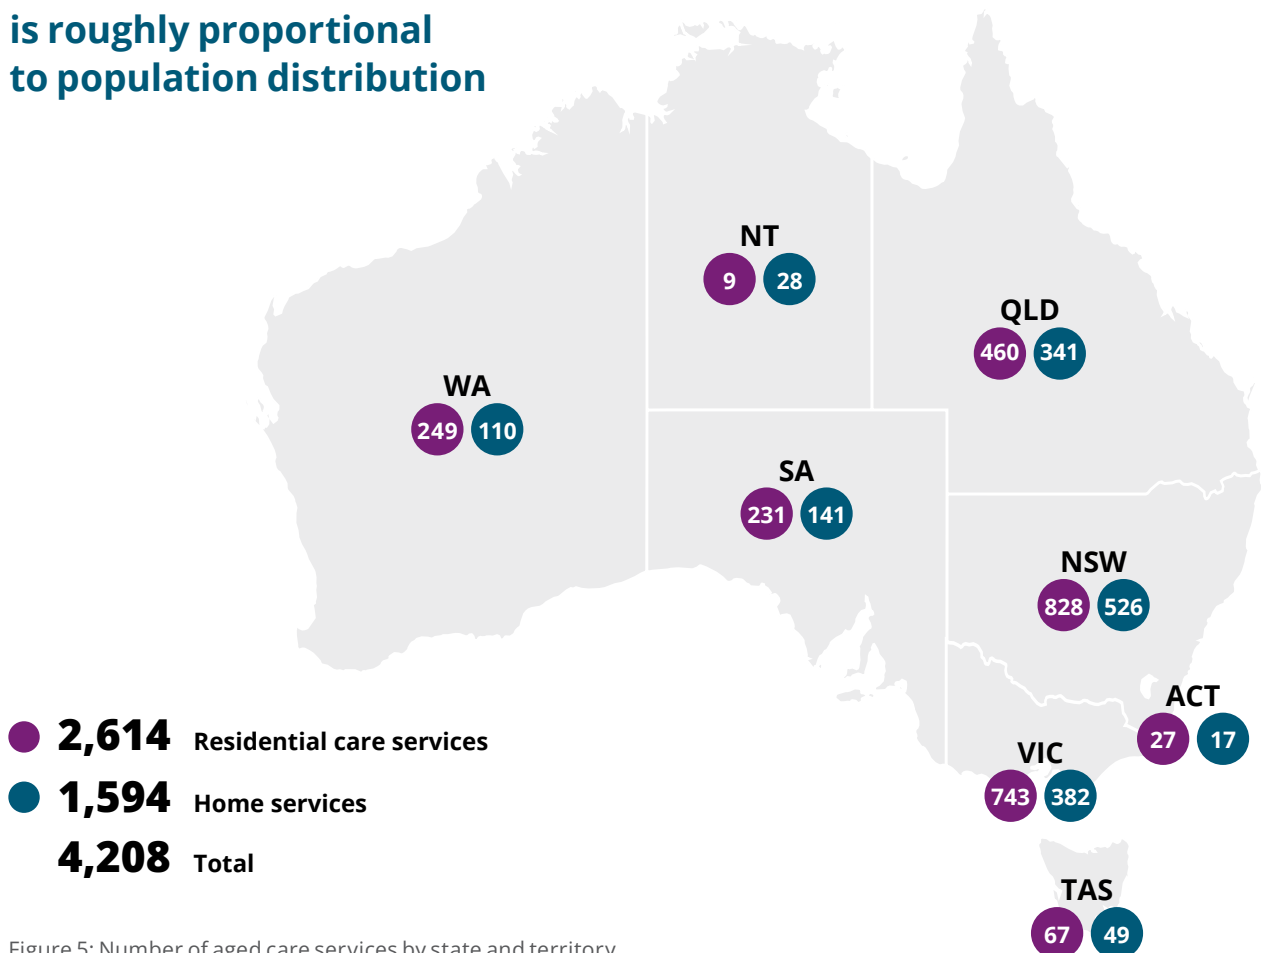 is roughly proportional
to population distribution
NT
9 28
QLD
460 341
WA
249 110
SA
231 141
NSW
828 526
ACT
27 17
VIC
743 382
TAS
67 49
2,614 Residential care services
1,594 Home services
4,208 Total
Figure 5: Number of aged care services by state and territory